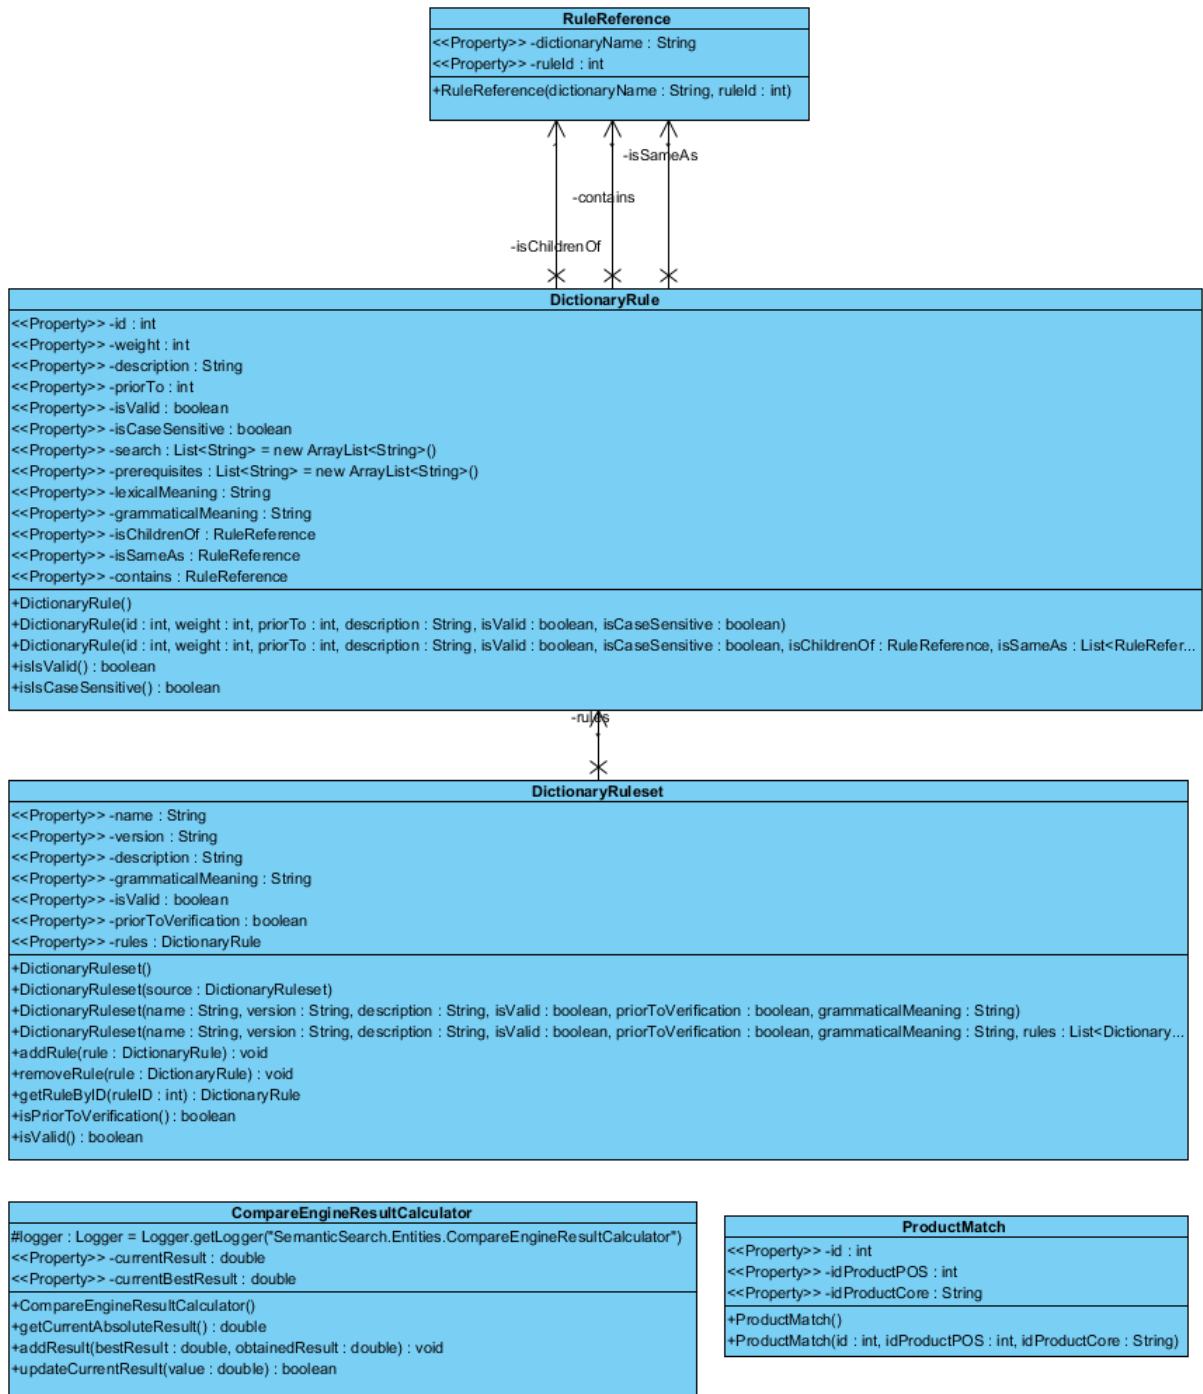 RuleReference
<<Property>> -dictionaryName : String
<<Property>> -ruleId : int
+RuleReference(dictionaryName : String, ruleId : int)
-isSameAs
-contains
-isChildrenOf
DictionaryRule
<<Property>> -id : int
<<Property>> -weight : int
<<Property>> -description : String
<<Property>> -priorTo : int
<<Property>> -isValid : boolean
<<Property>> -isCaseSensitive : boolean
<<Property>> -search : List<String> = new ArrayList<String>()
<<Property>> -prerequisites : List<String> = new ArrayList<String>()
<<Property>> -lexicalMeaning : String
<<Property>> -grammaticalMeaning : String
<<Property>> -isChildrenOf : RuleReference
<<Property>> -isSameAs : RuleReference
<<Property>> -contains : RuleReference
+DictionaryRule()
+DictionaryRule(id : int, weight : int, priorTo : int, description : String, isValid : boolean, isCaseSensitive : boolean)
+DictionaryRule(id : int, weight : int, priorTo : int, description : String, isValid : boolean, isCaseSensitive : boolean, isChildrenOf : RuleReference, isSameAs : List<RuleRefer...
+isIsValid() : boolean
+isIsCaseSensitive() : boolean
-rules
DictionaryRuleset
<<Property>> -name : String
<<Property>> -version : String
<<Property>> -description : String
<<Property>> -grammaticalMeaning : String
<<Property>> -isValid : boolean
<<Property>> -priorToVerification : boolean
<<Property>> -rules : DictionaryRule
+DictionaryRuleset()
+DictionaryRuleset(source : DictionaryRuleset)
+DictionaryRuleset(name : String, version : String, description : String, isValid : boolean, priorToVerification : boolean, grammaticalMeaning : String)
+DictionaryRuleset(name : String, version : String, description : String, isValid : boolean, priorToVerification : boolean, grammaticalMeaning : String, rules : List<Dictionary...
+addRule(rule : DictionaryRule) : void
+removeRule(rule : DictionaryRule) : void
+getRuleByID(ruleID : int) : DictionaryRule
+isPriorToVerification() : boolean
+isValid() : boolean
CompareEngineResultCalculator
#logger : Logger = Logger.getLogger("SemanticSearch.Entities.CompareEngineResultCalculator")
<<Property>> -currentResult : double
<<Property>> -currentBestResult : double
+CompareEngineResultCalculator()
+getCurrentAbsoluteResult() : double
+addResult(bestResult : double, obtainedResult : double) : void
+updateCurrentResult(value : double) : boolean
ProductMatch
<<Property>> -id : int
<<Property>> -idProductPOS : int
<<Property>> -idProductCore : String
+ProductMatch()
+ProductMatch(id : int, idProductPOS : int, idProductCore : String)